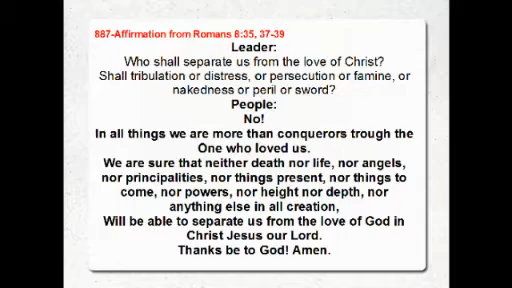 887-Affirmation from Romans 8:35, 37-39
Leader:
Who shall separate us from the love of Christ?
Shall tribulation or distress, or persecution or famine, or
nakedness or peril or sword?
People:
No!
In all things we are more than conquerors trough the
One who loved us.
We are sure that neither death nor life, nor angels,
nor principalities, nor things present, nor things to
come, nor powers, nor height nor depth, nor
anything else in all creation,
Will be able to separate us from the love of God in
Christ Jesus our Lord.
Thanks be to God! Amen.